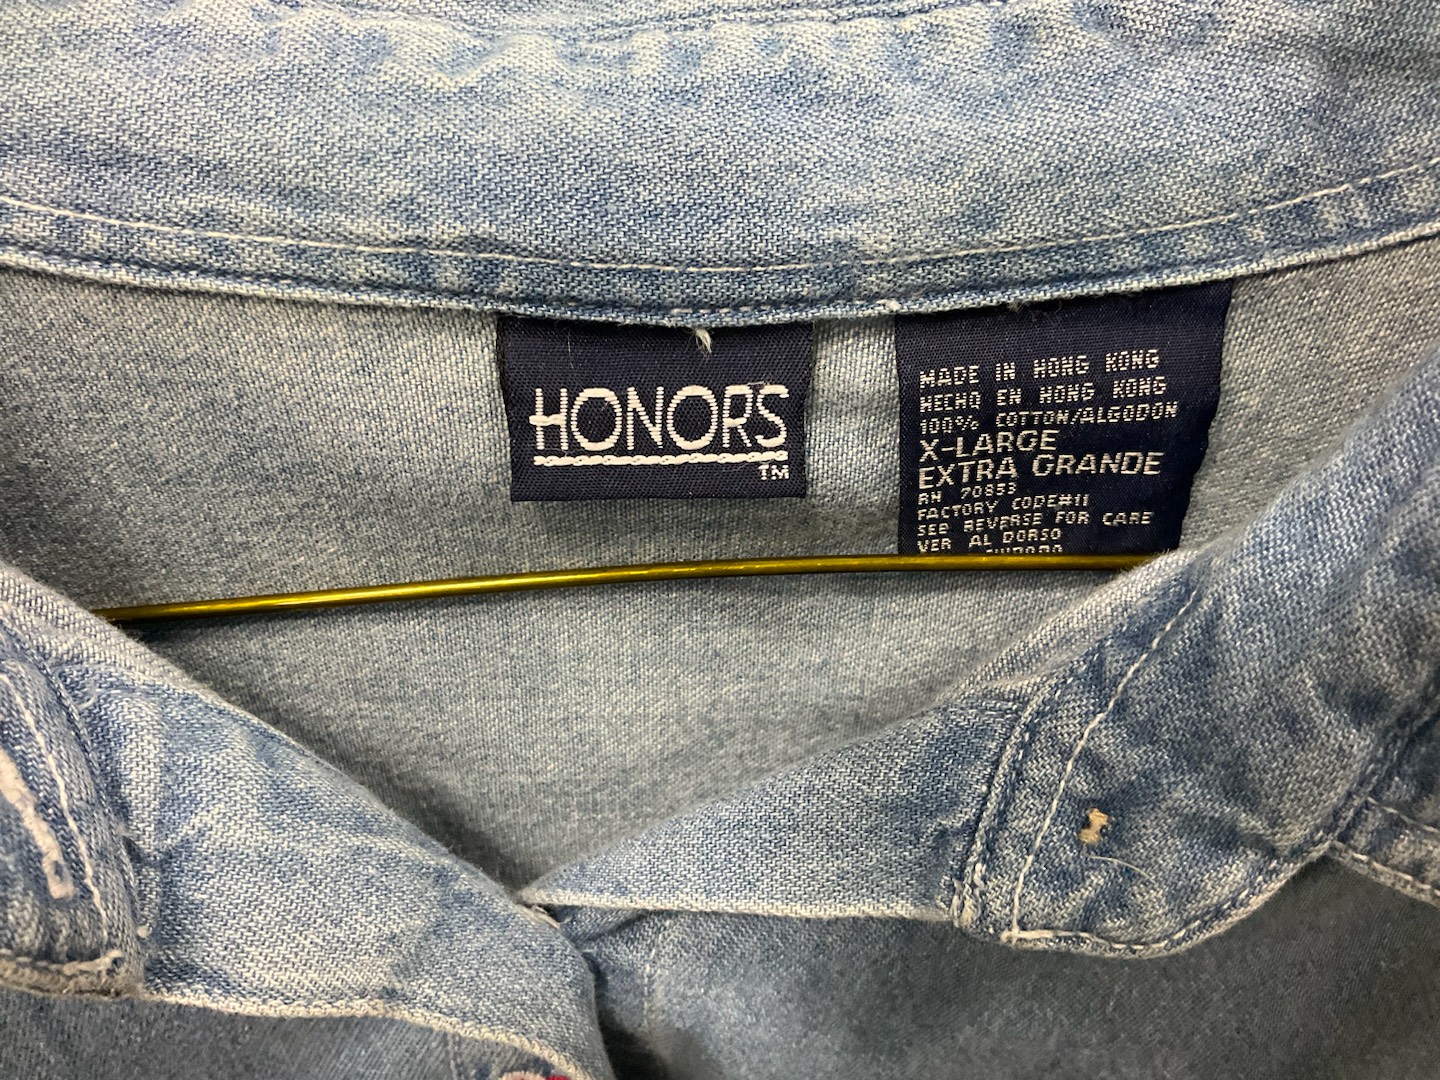 HONORS
TM
MADE IN HONG KONG
HECHO EN HONG KONG
100% COTTON/ALGODON
X-LARGE
EXTRA GRANDE
RN 70853
FACTORY CODE#11
SEE REVERSE FOR CARE
VER AL DORSO